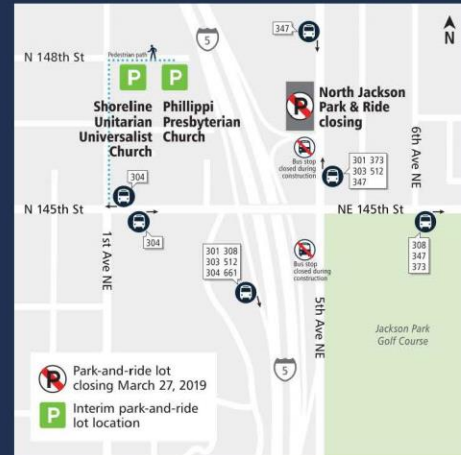 347
5
N
N 148th St
Pedestrian path
P
P
Shoreline
Unitarian
Universalist
Church
Phillippi
Presbyterian
Church
P
North Jackson
Park & Ride
closing
6th Ave NE
Bus stop
closed during
construction
301 373
303 512
347
304
N 145th St
NE 145th St
304
1st Ave NE
301 308
303 512
304 661
Bus stop
closed during
construction
5th Ave NE
308
347
373
Jackson Park
Golf Course
5
P
Park-and-ride lot
closing March 27, 2019
P
Interim park-and-ride
lot location